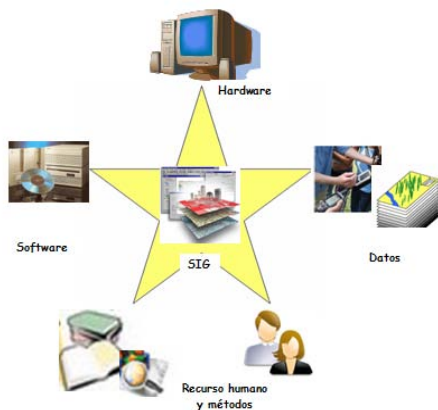 Hardware
Software
SIG
Datos
Recurso humano
y métodos